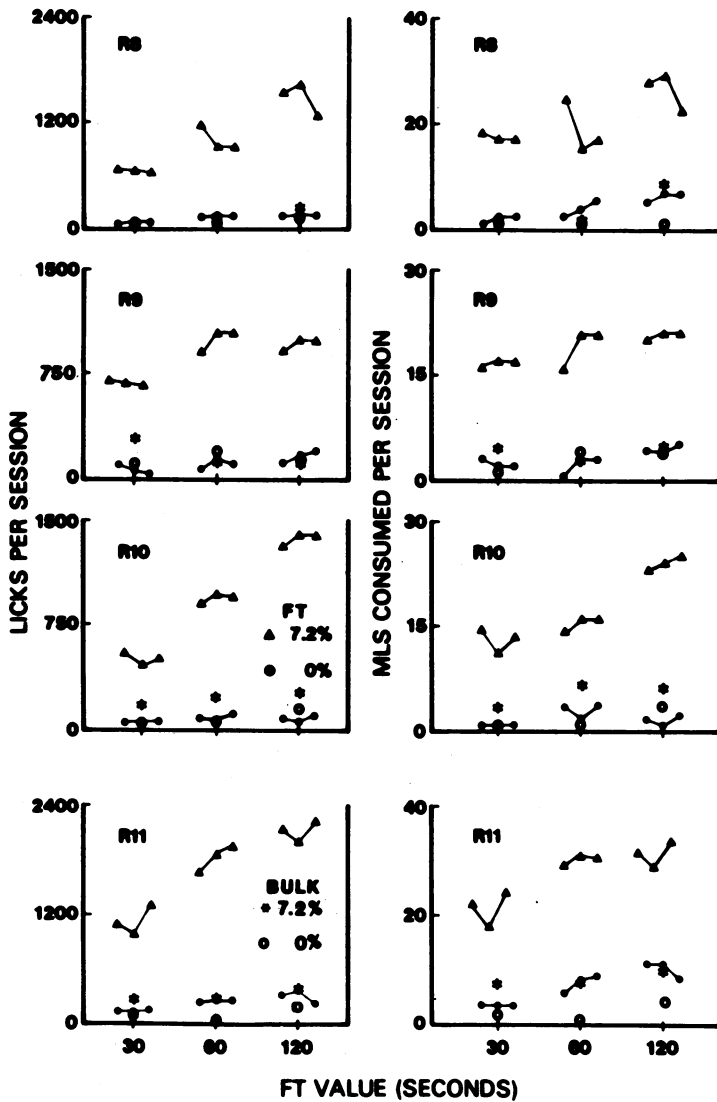 LICKS PER SESSION
2400
1200
0
R8
1500
750
0
R9
1500
750
0
R10
FT
7.2%
0%
2400
1200
0
R11
BULK
7.2%
0%
30
60
120
MLS CONSUMED PER SESSION
40
20
0
R8
30
15
0
R9
30
15
0
R10
40
20
0
R11
30
60
120
FT VALUE (SECONDS)